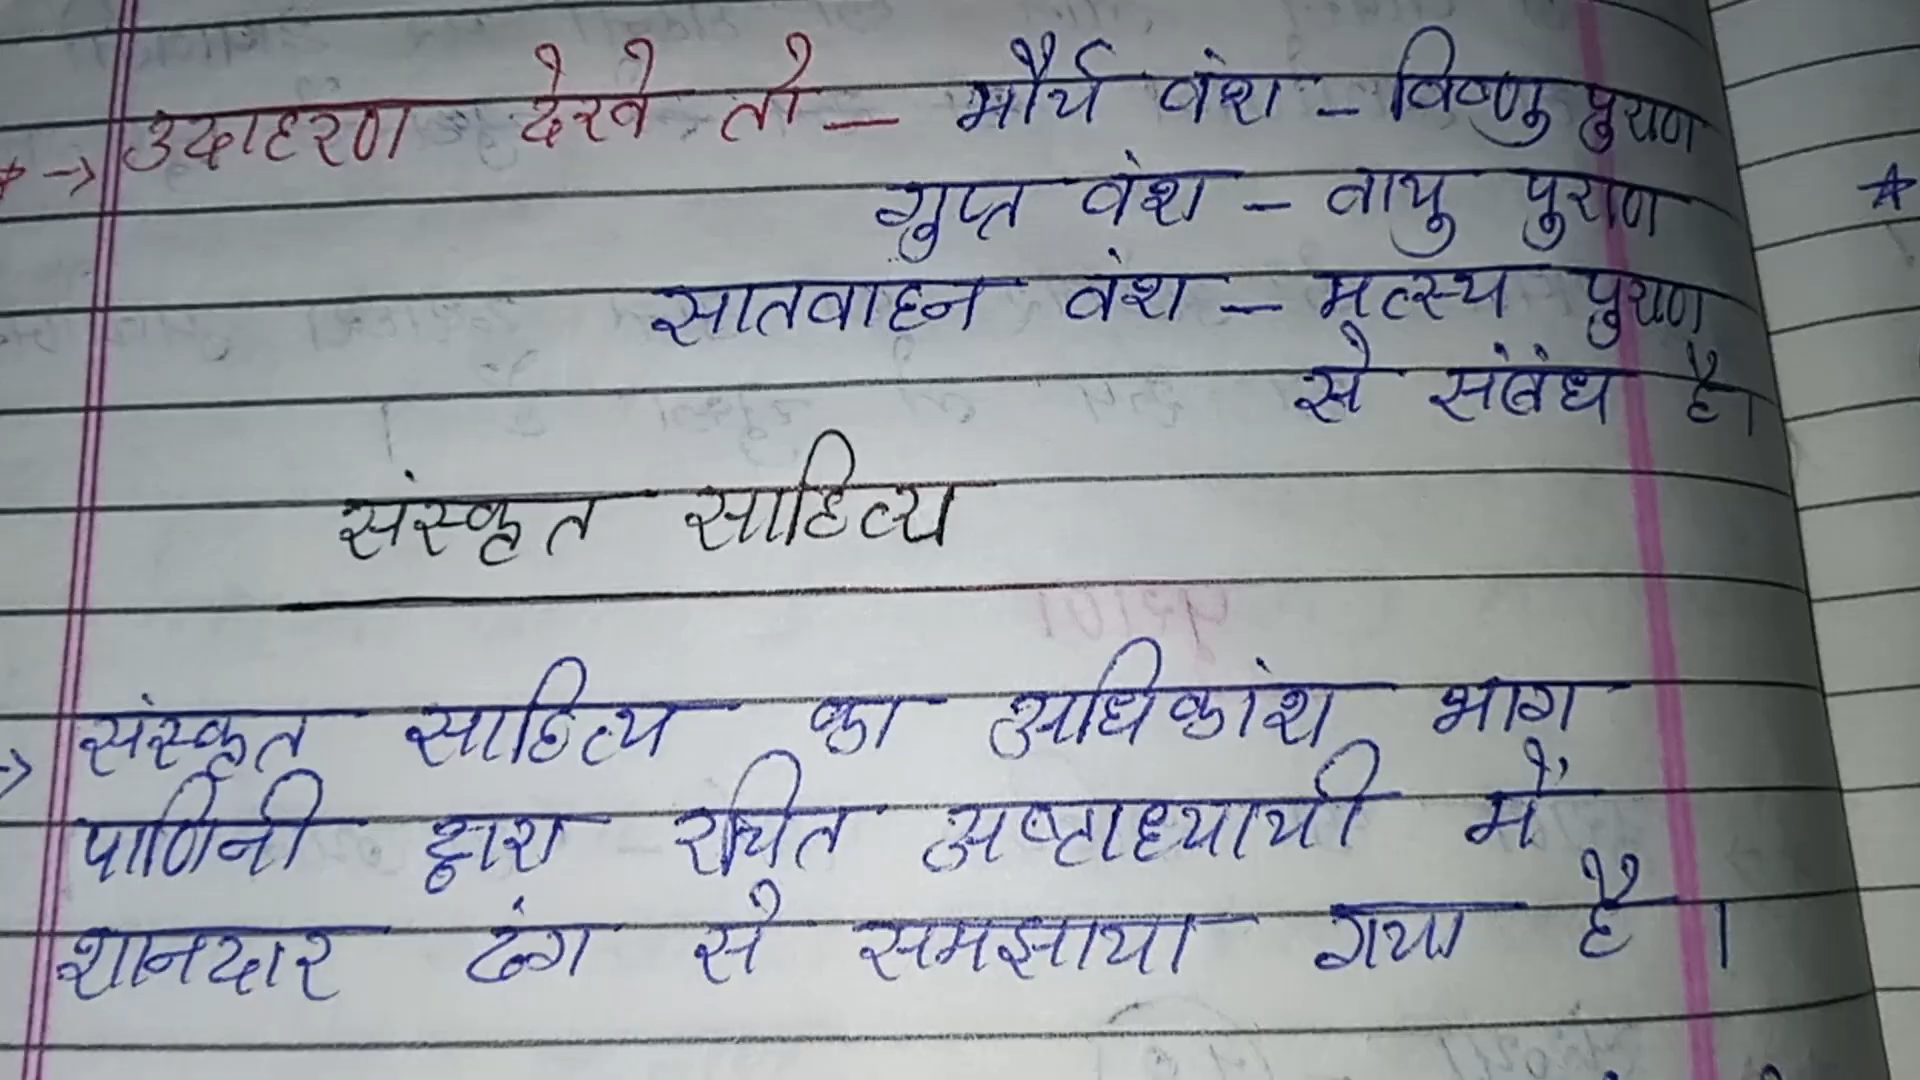 * → उदाहरण देखे तो — मौर्य वंश – विष्णु पुराण
गुप्त वंश – वायु पुराण
सातवाहन वंश – मत्स्य पुराण
से संबंध है।
संस्कृत साहित्य
→ संस्कृत साहित्य का अधिकांश भाग
पाणिनी द्वारा रचित अष्टाध्यायी में
शानदार ढंग से समझाया गया है।